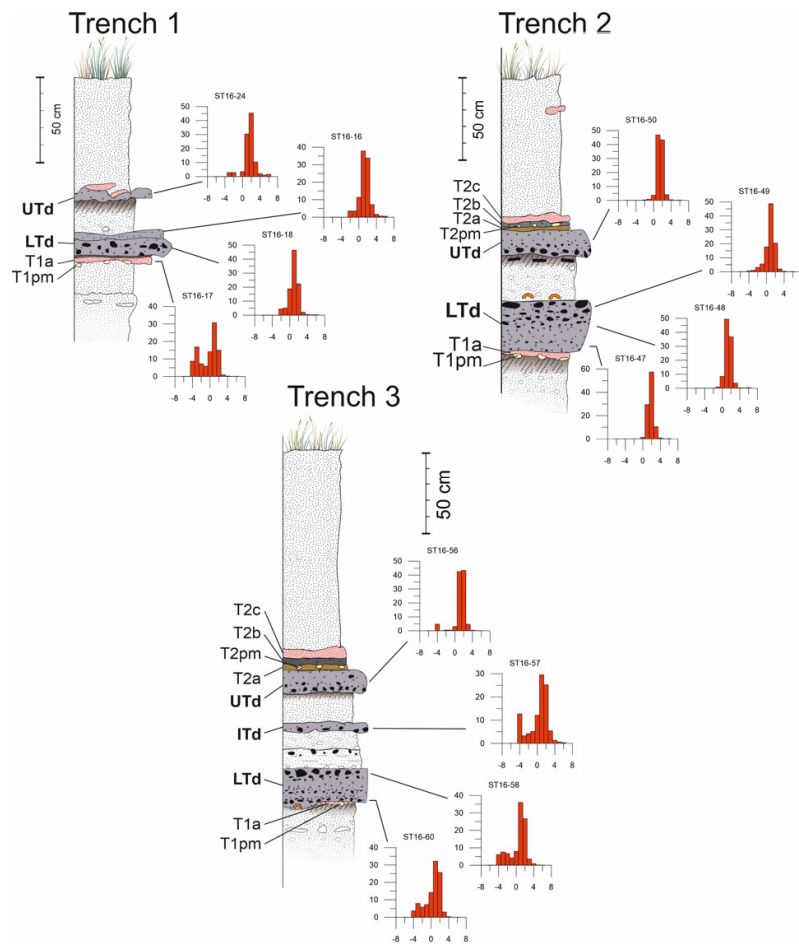 Trench 1
50 cm
UTd
LTd
T1a
T1pm
ST16-24
50
40
30
20
10
0
-8 -4 0 4 8
ST16-16
40
30
20
10
0
-8 -4 0 4 8
ST16-18
50
40
30
20
10
0
-8 -4 0 4 8
ST16-17
40
30
20
10
0
-8 -4 0 4 8
Trench 2
50 cm
T2c
T2b
T2a
T2pm
UTd
LTd
T1a
T1pm
ST16-50
50
40
30
20
10
0
-8 -4 0 4 8
ST16-49
50
40
30
20
10
0
-8 -4 0 4 8
ST16-48
50
40
30
20
10
0
-8 -4 0 4 8
ST16-47
60
40
20
0
-8 -4 0 4 8
Trench 3
50 cm
T2c
T2b
T2pm
T2a
UTd
ITd
LTd
T1a
T1pm
ST16-56
50
40
30
20
10
0
-8 -4 0 4 8
ST16-57
30
20
10
0
-8 -4 0 4 8
ST16-58
40
30
20
10
0
-8 -4 0 4 8
ST16-60
40
30
20
10
0
-8 -4 0 4 8